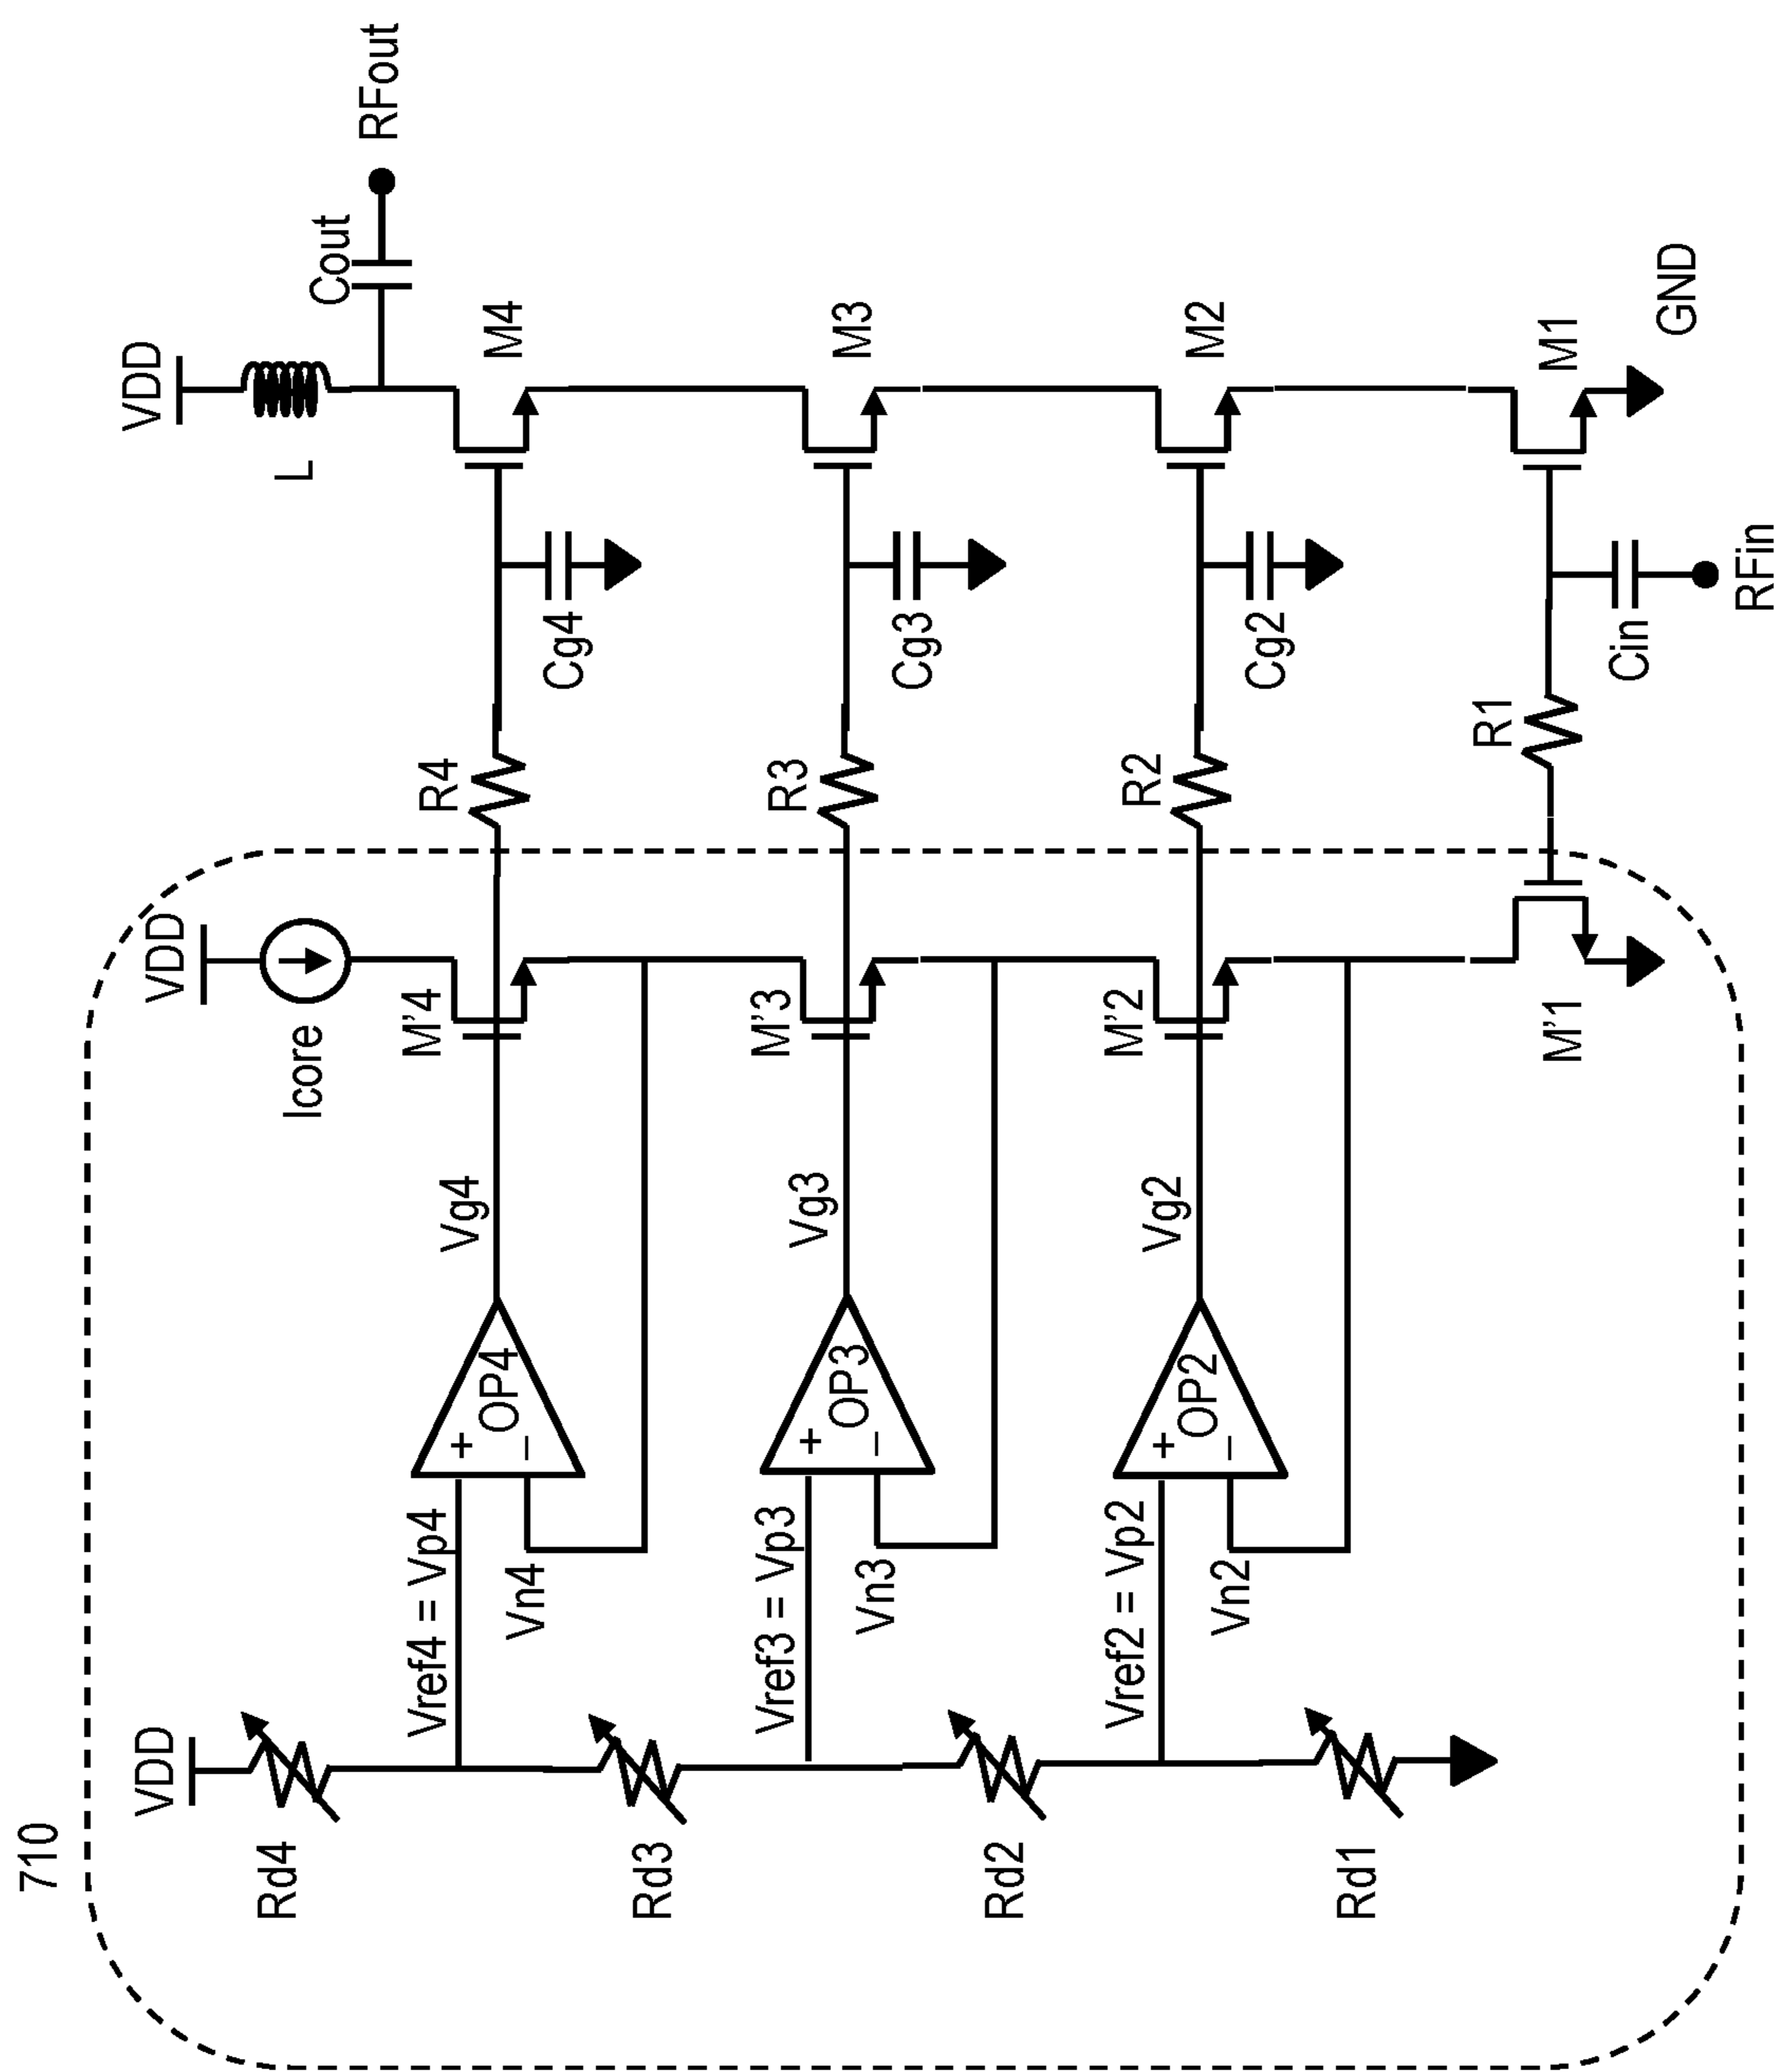 710
VDD
Rd4
Rd3
Rd2
Rd1
Vref4 = Vp4
Vn4
Vref3 = Vp3
Vn3
Vref2 = Vp2
Vn2
+
OP4
–
+
OP3
–
+
OP2
–
Vg4
Vg3
Vg2
VDD
Icore
M'4
M'3
M'2
M'1
R4
R3
R2
R1
Cg4
Cg3
Cg2
Cin
RFin
VDD
L
Cout
RFout
M4
M3
M2
M1
GND